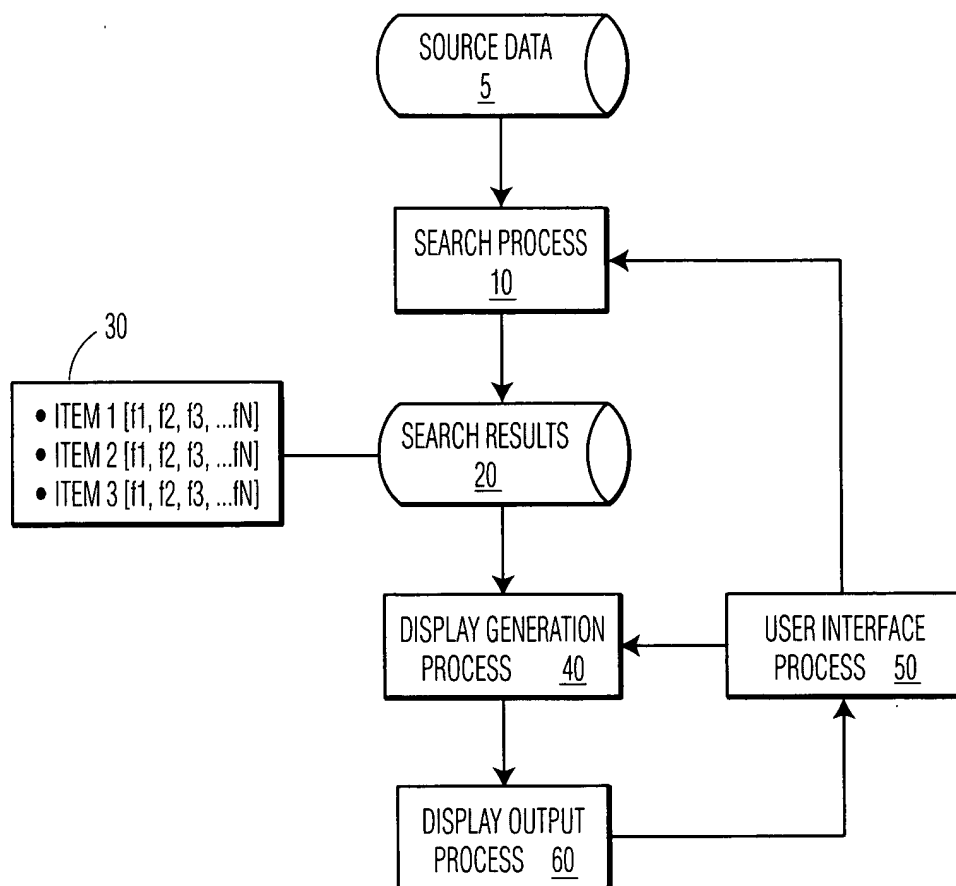 SOURCE DATA
5
SEARCH PROCESS
10
30
• ITEM 1 [f1, f2, f3, ...fN]
• ITEM 2 [f1, f2, f3, ...fN]
• ITEM 3 [f1, f2, f3, ...fN]
SEARCH RESULTS
20
DISPLAY GENERATION
PROCESS 40
USER INTERFACE
PROCESS 50
DISPLAY OUTPUT
PROCESS 60